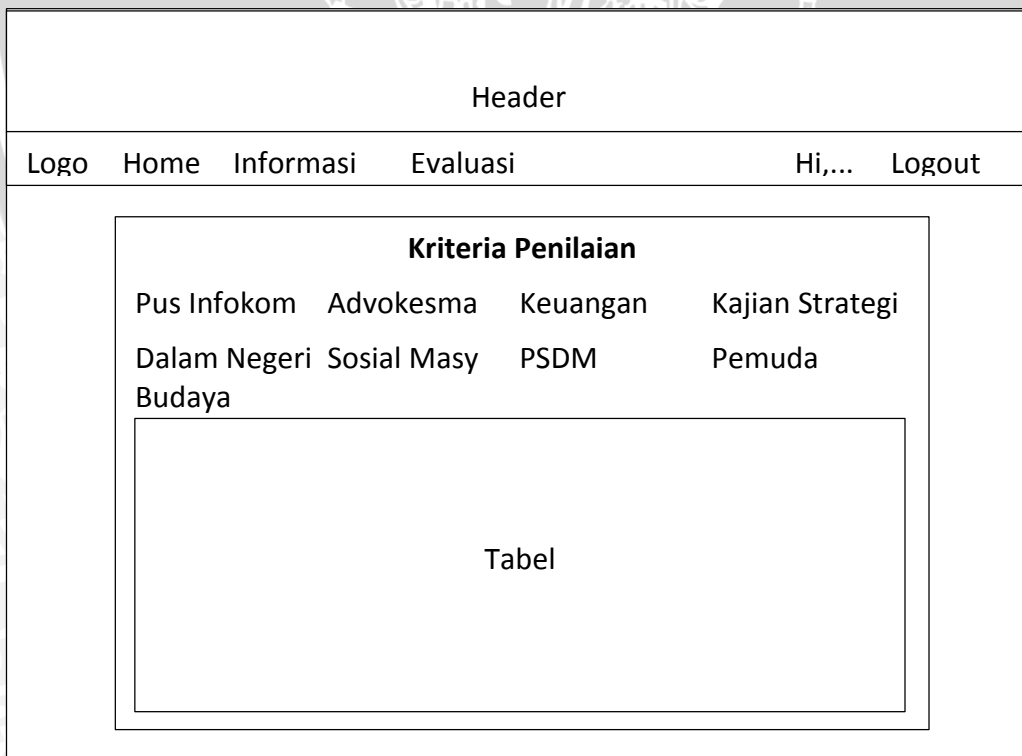 Header
Logo Home Informasi Evaluasi Hi,... Logout
Kriteria Penilaian
Pus Infokom Advokesma Keuangan Kajian Strategi
Dalam Negeri Sosial Masy PSDM Pemuda
Budaya
Tabel